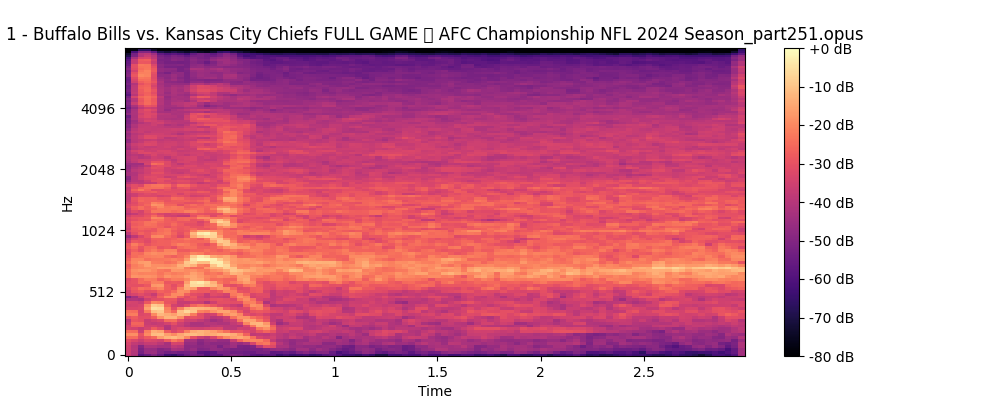 1 - Buffalo Bills vs. Kansas City Chiefs FULL GAME AFC Championship NFL 2024 Season_part251.opus
+0 dB
-10 dB
-20 dB
-30 dB
-40 dB
-50 dB
-60 dB
-70 dB
-80 dB
4096
2048
1024
512
0
Hz
0
0.5
1
1.5
2
2.5
Time